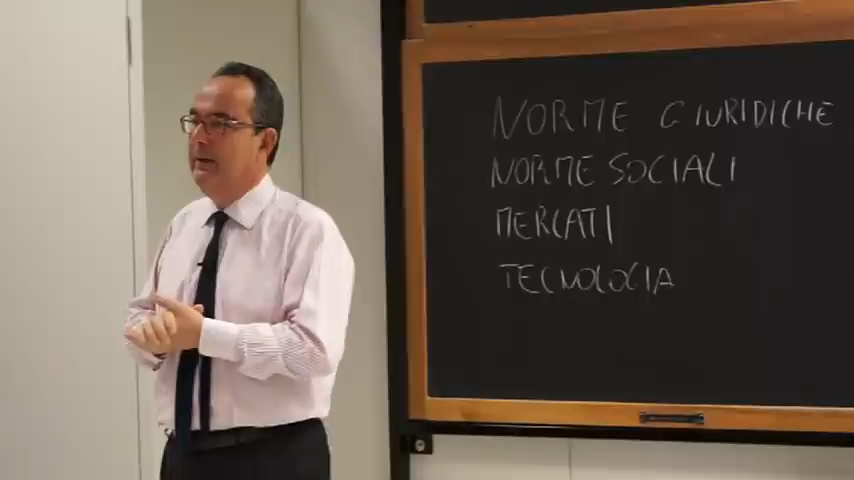 NORME GIURIDICHE
NORME SOCIALI
MERCATI
TECNOLOGIA